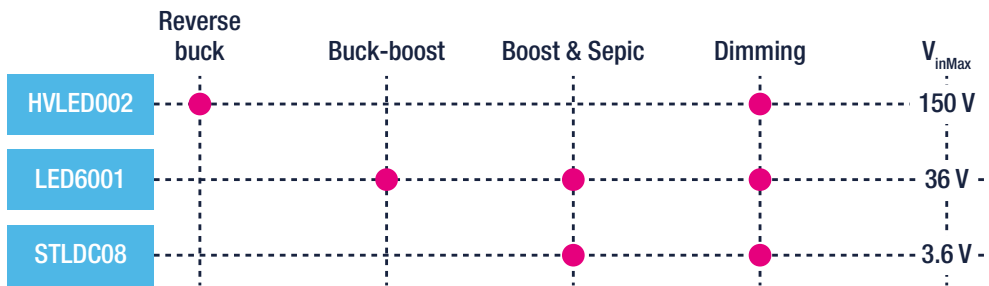 Reverse
buck Buck-boost Boost & Sepic Dimming VinMax
HVLED002 150 V
LED6001 36 V
STLDC08 3.6 V